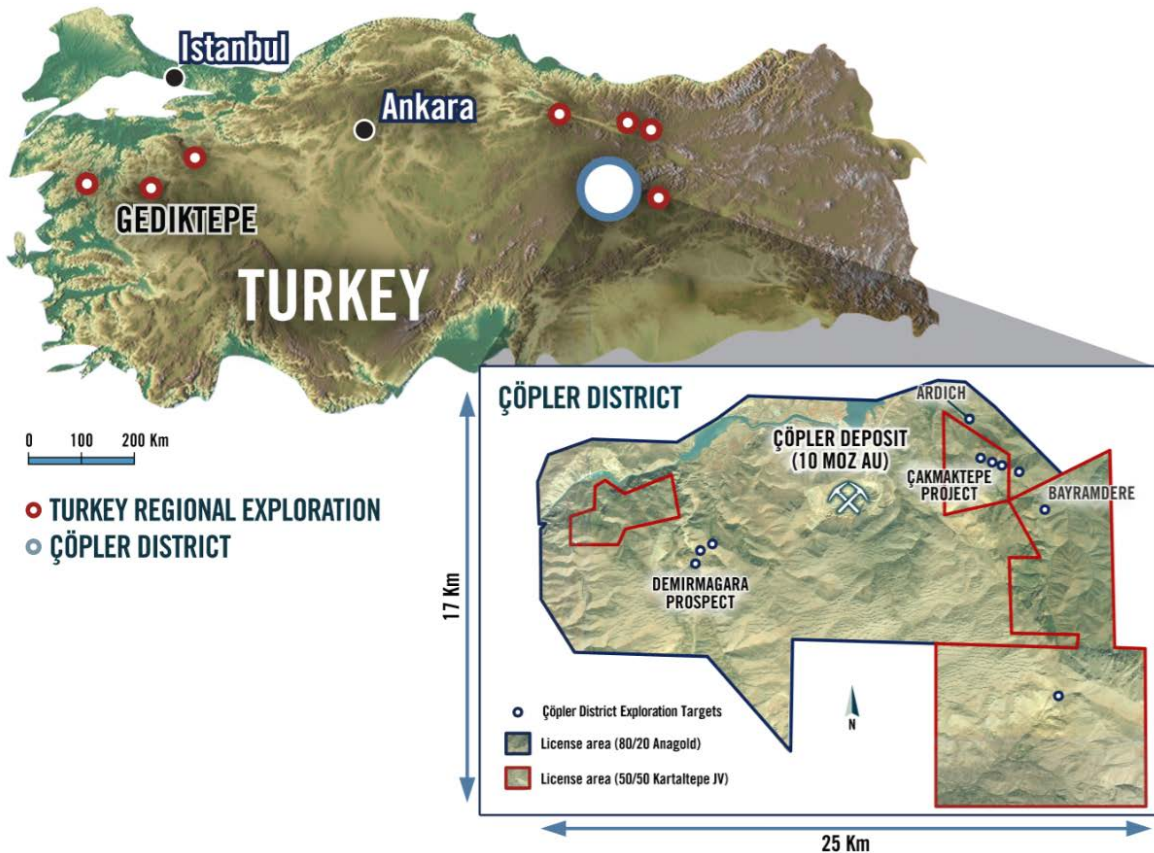 Istanbul
Ankara
GEDIKTEPE
TURKEY
0 100 200 Km
TURKEY REGIONAL EXPLORATION
ÇÖPLER DISTRICT
ÇÖPLER DISTRICT
ARDICH
ÇÖPLER DEPOSIT
(10 MOZ AU)
ÇAKMAKTEPE
PROJECT
BAYRAMDERE
DEMIRMAGARA
PROSPECT
17 Km
Çöpler District Exploration Targets
License area (80/20 Anagold)
License area (50/50 Kartaltepe JV)
N
25 Km